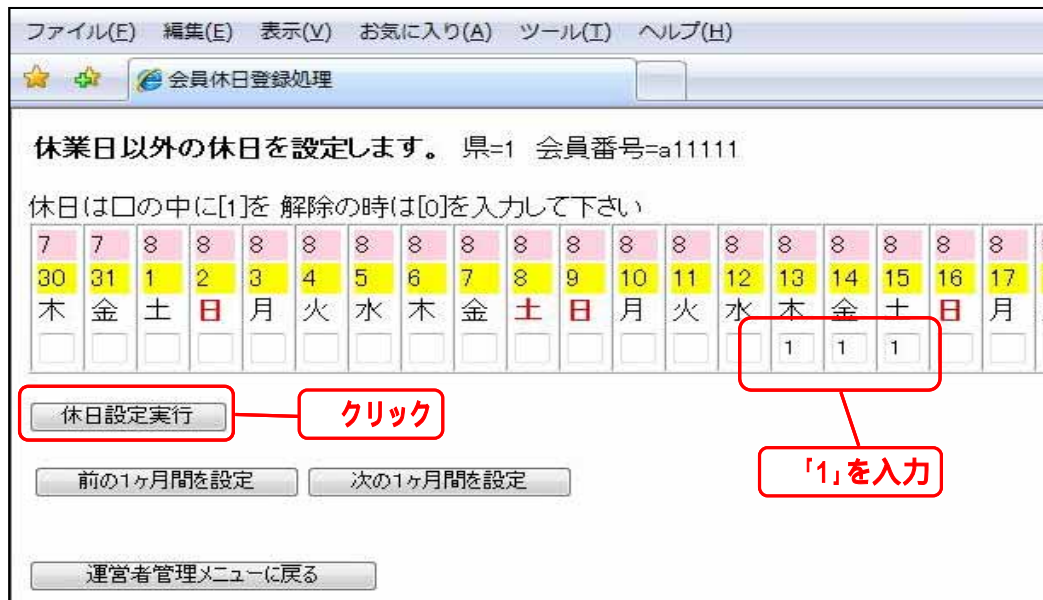 ファイル(F) 編集(E) 表示(V) お気に入り(A) ツール(T) ヘルプ(H)
会員休日登録処理
休業日以外の休日を設定します。 県=1 会員番号=a11111
休日は口の中に[1]を 解除の時は[0]を入力して下さい
7 7 8 8 8 8 8 8 8 8 8 8 8 8 8 8 8 8 8
30 31 1 2 3 4 5 6 7 8 9 10 11 12 13 14 15 16 17
木 金 土 日 月 火 水 木 金 土 日 月 火 水 木 金 土 日 月
1 1 1
休日設定実行 クリック
「1」を入力
前の1ヶ月間を設定 次の1ヶ月間を設定
運営者管理メニューに戻る